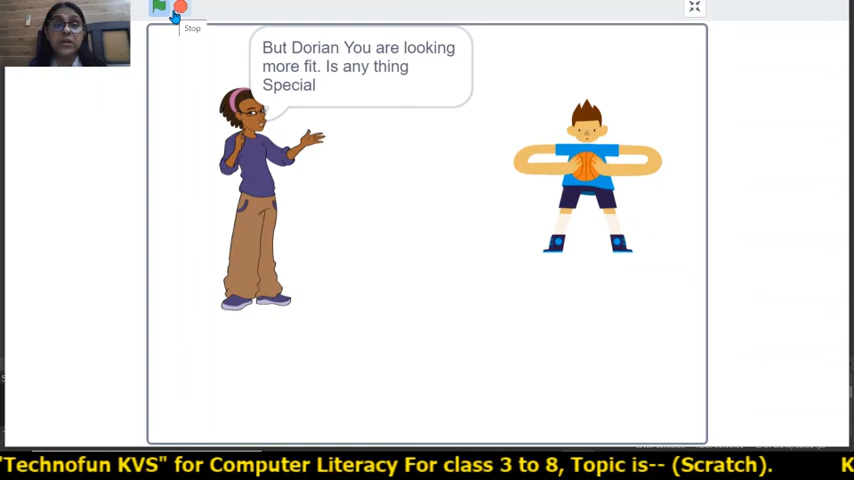 Stop
But Dorian You are looking
more fit. Is any thing
Special
"Technofun KVS" for Computer Literacy For class 3 to 8, Topic is-- (Scratch). K